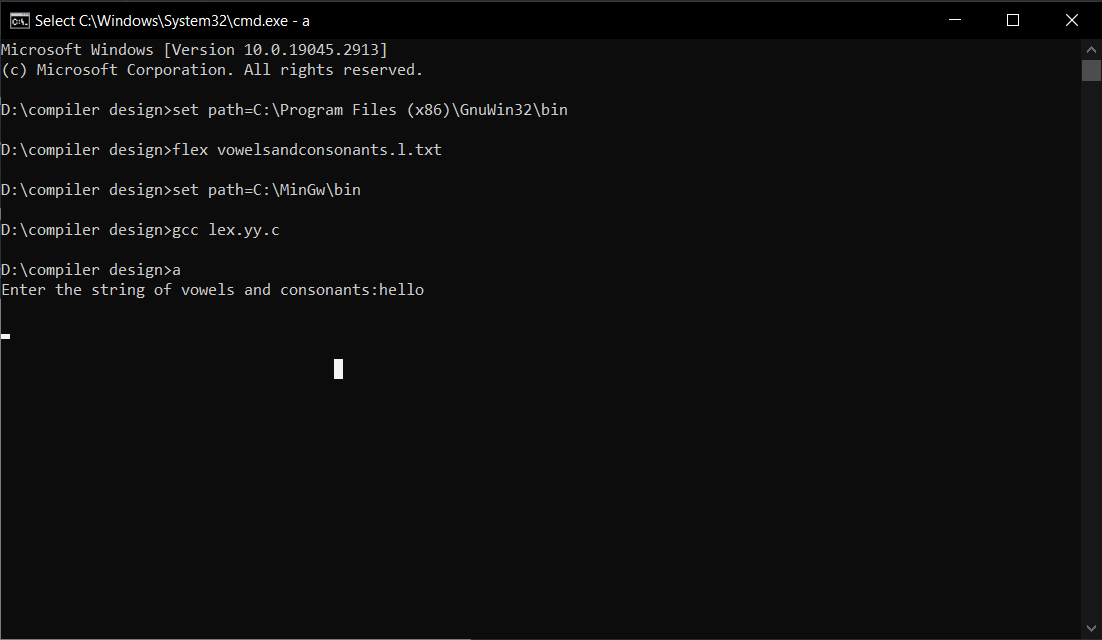 Select C:\Windows\System32\cmd.exe - a
Microsoft Windows [Version 10.0.19045.2913]
(c) Microsoft Corporation. All rights reserved.
D:\compiler design>set path=C:\Program Files (x86)\GnuWin32\bin
D:\compiler design>flex vowelsandconsonants.l.txt
D:\compiler design>set path=C:\MinGw\bin
D:\compiler design>gcc lex.yy.c
D:\compiler design>a
Enter the string of vowels and consonants:hello